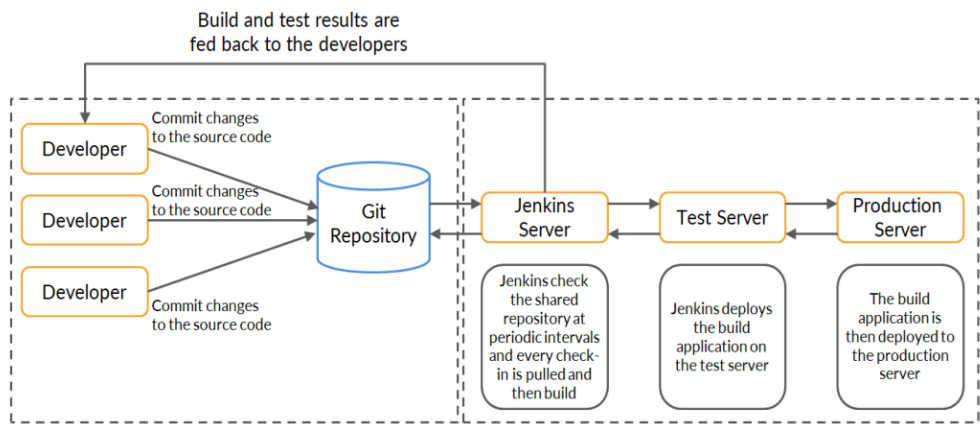 Build and test results are
fed back to the developers
Commit changes
to the source code
Developer
Commit changes
to the source code
Developer
Developer
Commit changes
to the source code
Git
Repository
Jenkins
Server
Test Server
Production
Server
Jenkins check
the shared
repository at
periodic intervals
and every check-
in is pulled and
then build
Jenkins deploys
the build
application on
the test server
The build
application is
then deployed to
the production
server